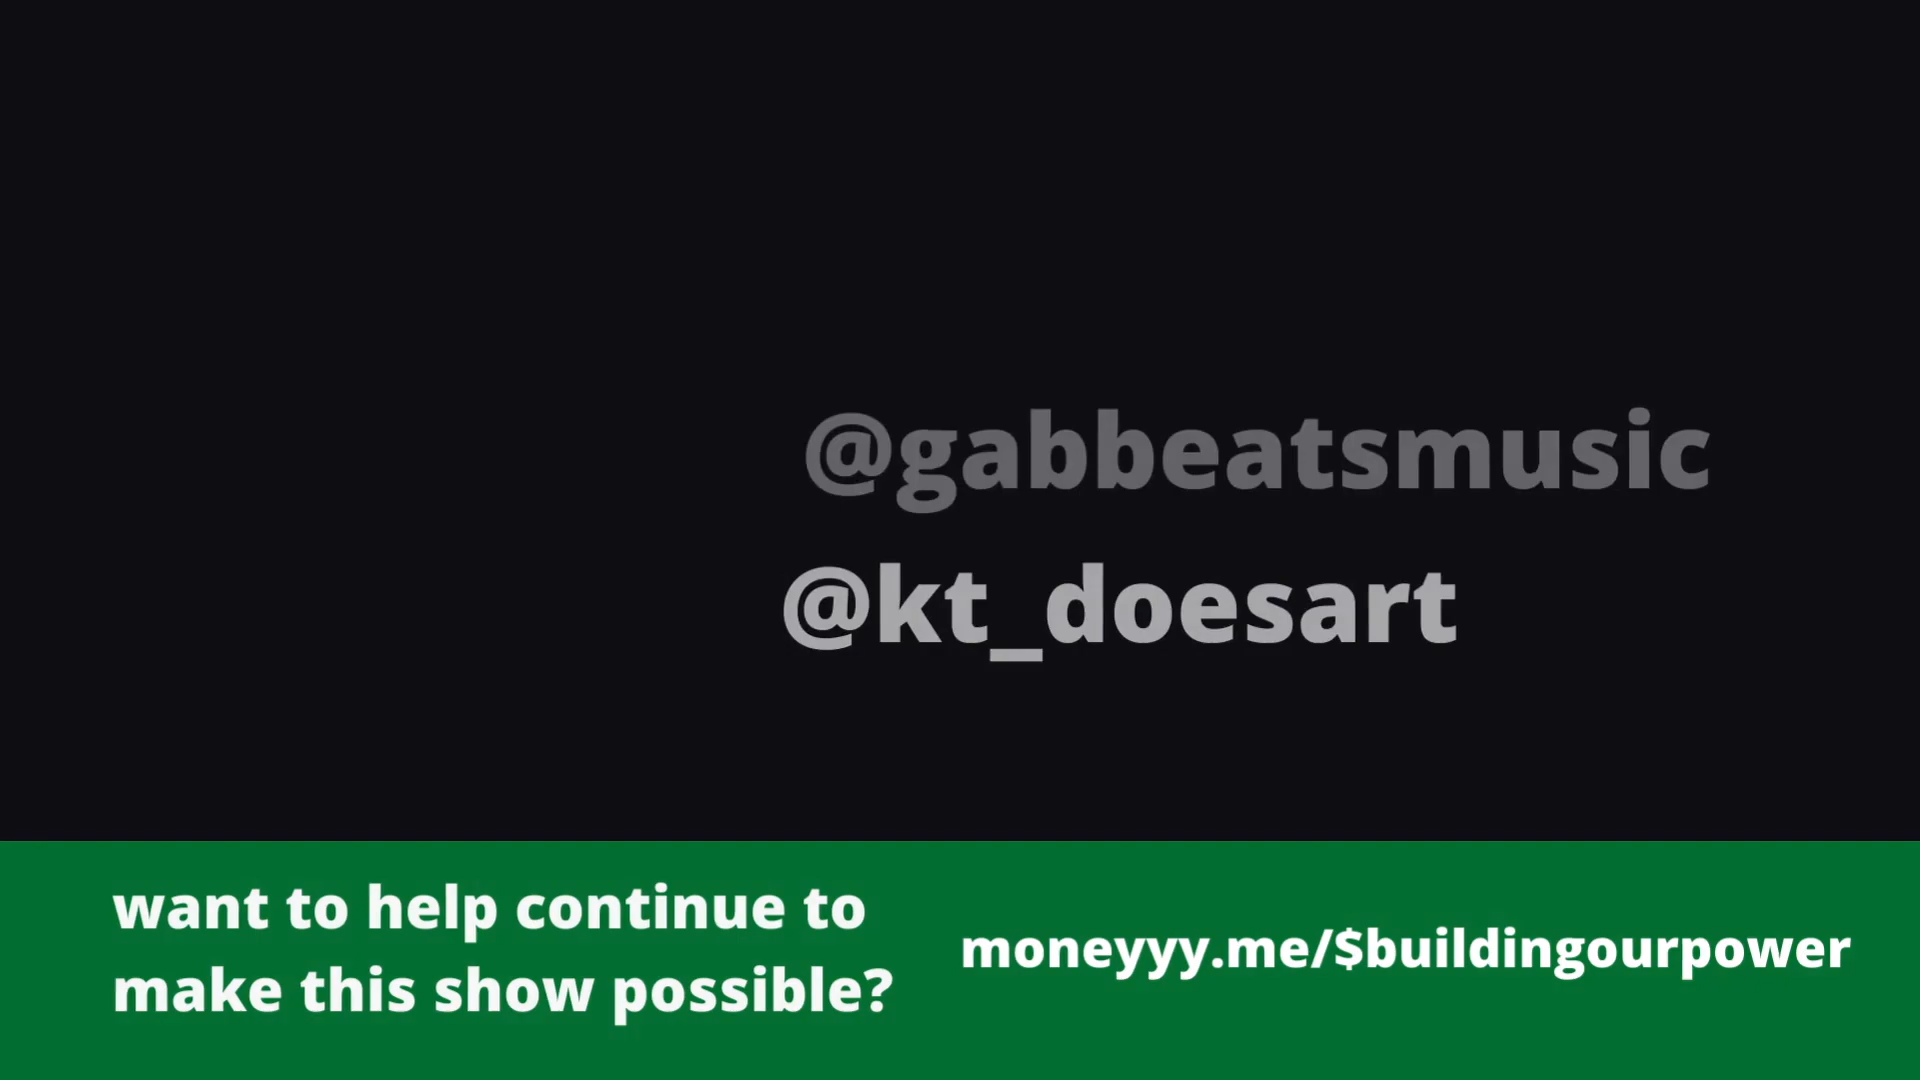 @gabbeatsmusic
@kt_doesart
want to help continue to
make this show possible?
moneyyy.me/$buildingourpower